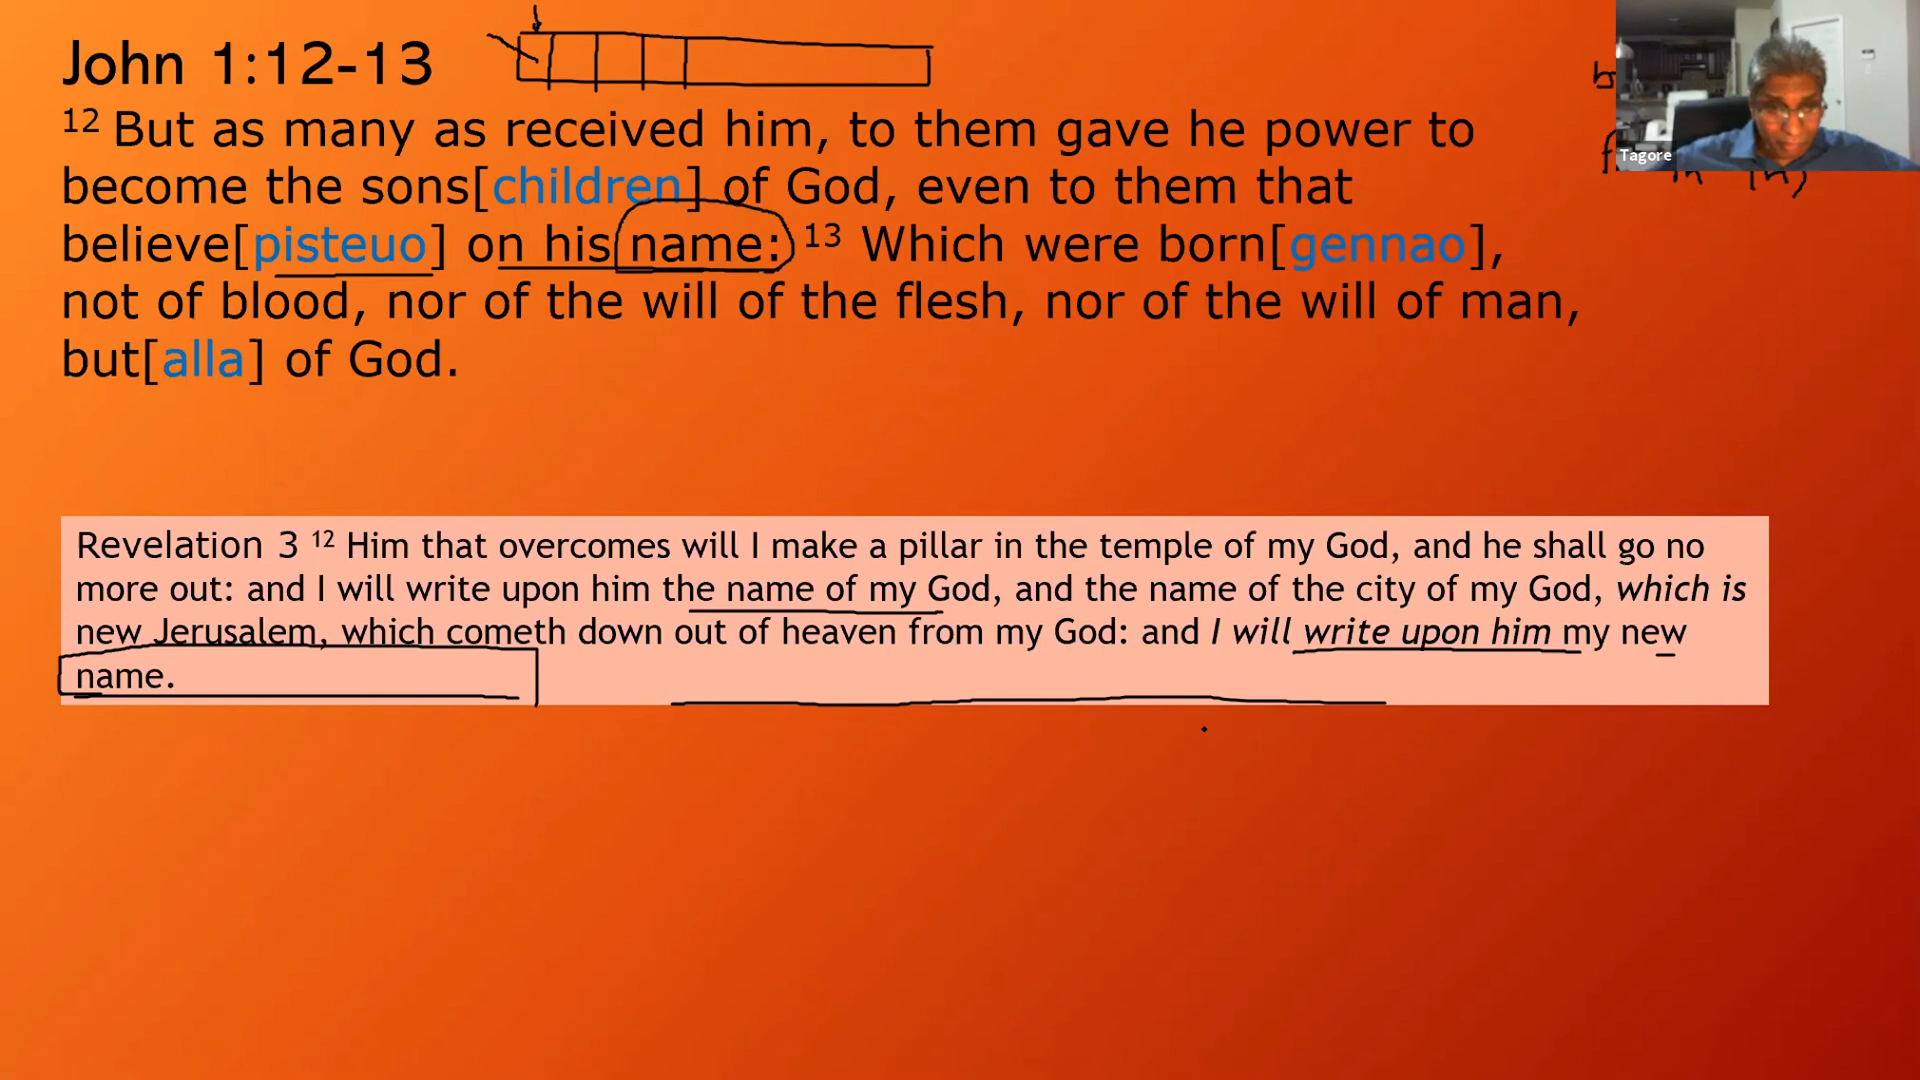 John 1:12-13
12 But as many as received him, to them gave he power to
become the sons[children] of God, even to them that
believe[pisteuo] on his name: 13 Which were born[gennao],
not of blood, nor of the will of the flesh, nor of the will of man,
but[alla] of God.
Tagore
Revelation 3 12 Him that overcomes will I make a pillar in the temple of my God, and he shall go no
more out: and I will write upon him the name of my God, and the name of the city of my God, which is
new Jerusalem, which cometh down out of heaven from my God: and I will write upon him my new
name.